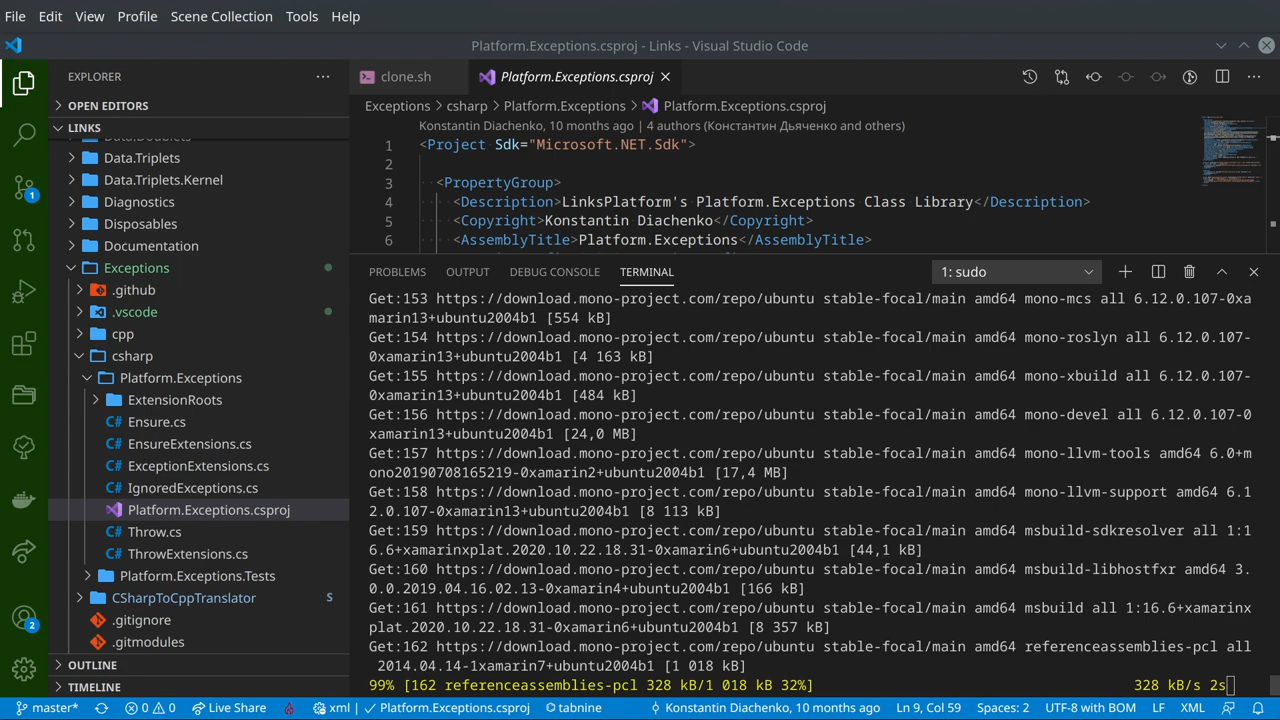 File Edit View Profile Scene Collection Tools Help
Platform.Exceptions.csproj - Links - Visual Studio Code
EXPLORER
OPEN EDITORS
LINKS
Data.Triplets
Data.Triplets.Kernel
Diagnostics
Disposables
Documentation
Exceptions
.github
.vscode
cpp
csharp
Platform.Exceptions
ExtensionRoots
C# Ensure.cs
C# EnsureExtensions.cs
C# ExceptionExtensions.cs
C# IgnoredExceptions.cs
Platform.Exceptions.csproj
C# Throw.cs
C# ThrowExtensions.cs
Platform.Exceptions.Tests
CSharpToCppTranslator S
.gitignore
.gitmodules
OUTLINE
TIMELINE
1
2
clone.sh Platform.Exceptions.csproj
Exceptions > csharp > Platform.Exceptions > Platform.Exceptions.csproj
Konstantin Diachenko, 10 months ago | 4 authors (Константин Дьяченко and others)
1 <Project Sdk="Microsoft.NET.Sdk">
2
3 <PropertyGroup>
4 <Description>LinksPlatform's Platform.Exceptions Class Library</Description>
5 <Copyright>Konstantin Diachenko</Copyright>
6 <AssemblyTitle>Platform.Exceptions</AssemblyTitle>
PROBLEMS OUTPUT DEBUG CONSOLE TERMINAL 1: sudo
Get:153 https://download.mono-project.com/repo/ubuntu stable-focal/main amd64 mono-mcs all 6.12.0.107-0xa
marin13+ubuntu2004b1 [554 kB]
Get:154 https://download.mono-project.com/repo/ubuntu stable-focal/main amd64 mono-roslyn all 6.12.0.107-
0xamarin13+ubuntu2004b1 [4 163 kB]
Get:155 https://download.mono-project.com/repo/ubuntu stable-focal/main amd64 mono-xbuild all 6.12.0.107-
0xamarin13+ubuntu2004b1 [484 kB]
Get:156 https://download.mono-project.com/repo/ubuntu stable-focal/main amd64 mono-devel all 6.12.0.107-0
xamarin13+ubuntu2004b1 [24,0 MB]
Get:157 https://download.mono-project.com/repo/ubuntu stable-focal/main amd64 mono-llvm-tools amd64 6.0+m
ono20190708165219-0xamarin2+ubuntu2004b1 [17,4 MB]
Get:158 https://download.mono-project.com/repo/ubuntu stable-focal/main amd64 mono-llvm-support amd64 6.1
2.0.107-0xamarin13+ubuntu2004b1 [8 113 kB]
Get:159 https://download.mono-project.com/repo/ubuntu stable-focal/main amd64 msbuild-sdkresolver all 1:1
6.6+xamarinxplat.2020.10.22.18.31-0xamarin6+ubuntu2004b1 [44,1 kB]
Get:160 https://download.mono-project.com/repo/ubuntu stable-focal/main amd64 msbuild-libhostfxr amd64 3.
0.0.2019.04.16.02.13-0xamarin4+ubuntu2004b1 [166 kB]
Get:161 https://download.mono-project.com/repo/ubuntu stable-focal/main amd64 msbuild all 1:16.6+xamarinx
plat.2020.10.22.18.31-0xamarin6+ubuntu2004b1 [8 357 kB]
Get:162 https://download.mono-project.com/repo/ubuntu stable-focal/main amd64 referenceassemblies-pcl all
2014.04.14-1xamarin7+ubuntu2004b1 [1 018 kB]
99% [162 referenceassemblies-pcl 328 kB/1 018 kB 32%] 328 kB/s 2s
master* 0 0 Live Share xml Platform.Exceptions.csproj tabnine Konstantin Diachenko, 10 months ago Ln 9, Col 59 Spaces: 2 UTF-8 with BOM LF XML